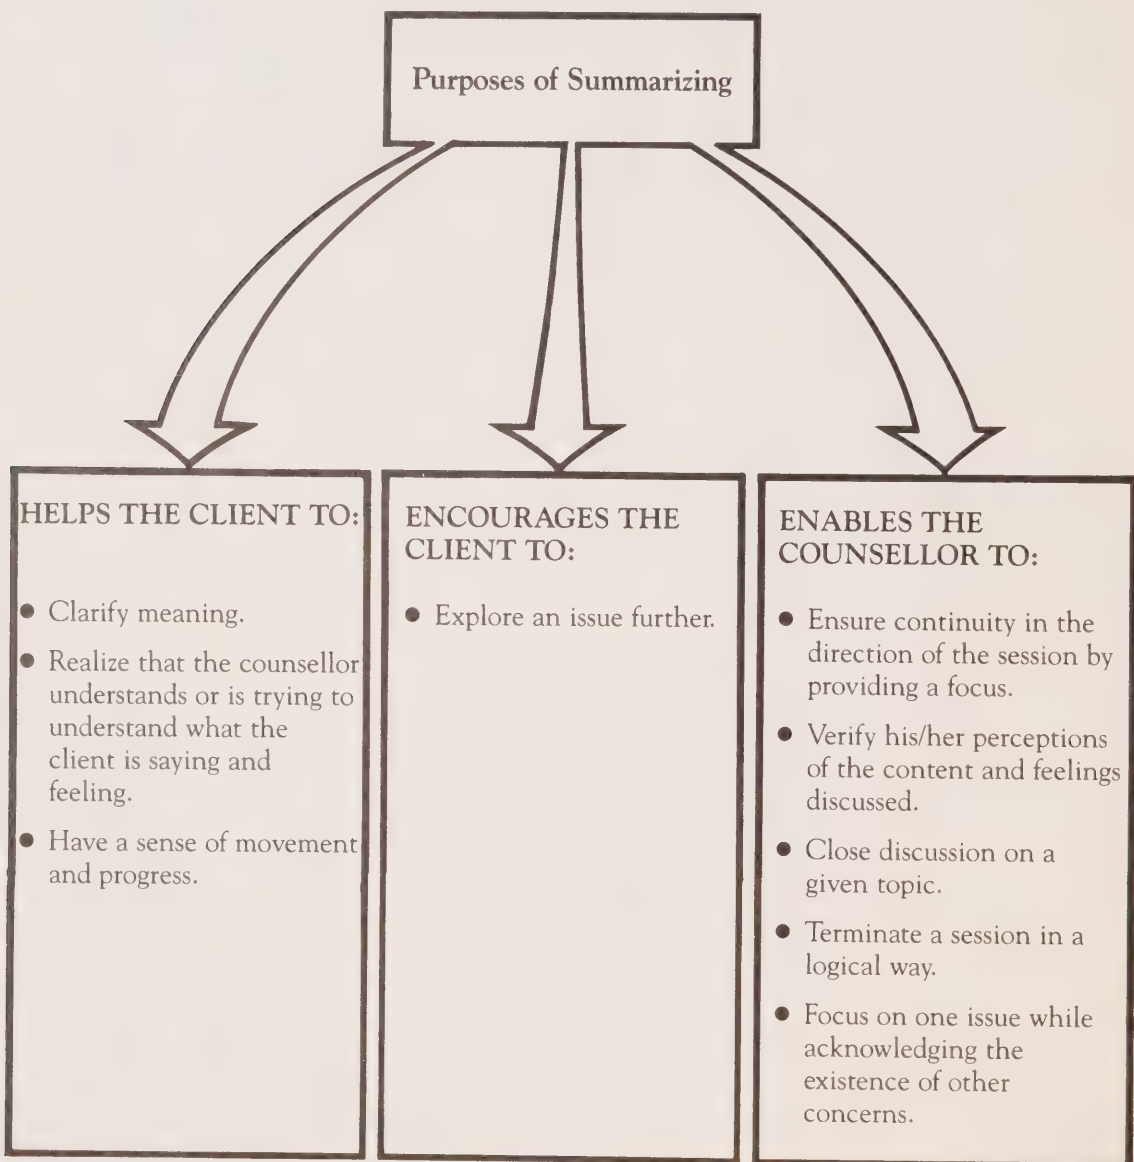 Purposes of Summarizing
HELPS THE CLIENT TO:
● Clarify meaning.
● Realize that the counsellor
understands or is trying to
understand what the
client is saying and
feeling.
● Have a sense of movement
and progress.
ENCOURAGES THE
CLIENT TO:
● Explore an issue further.
ENABLES THE
COUNSELLOR TO:
● Ensure continuity in the
direction of the session by
providing a focus.
● Verify his/her perceptions
of the content and feelings
discussed.
● Close discussion on a
given topic.
● Terminate a session in a
logical way.
● Focus on one issue while
acknowledging the
existence of other
concerns.